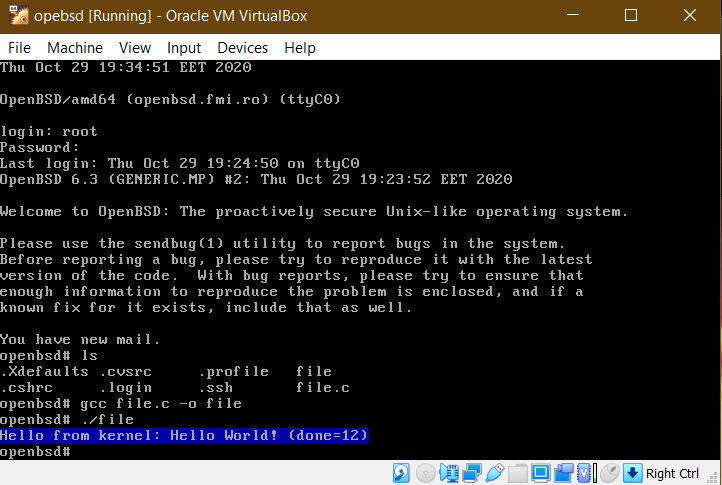 opebsd [Running] - Oracle VM VirtualBox
File Machine View Input Devices Help
Thu Oct 29 19:34:51 EET 2020
OpenBSD/amd64 (openbsd.fmi.ro) (ttyC0)
login: root
Password:
Last login: Thu Oct 29 19:24:50 on ttyC0
OpenBSD 6.3 (GENERIC.MP) #2: Thu Oct 29 19:23:52 EET 2020
Welcome to OpenBSD: The proactively secure Unix-like operating system.
Please use the sendbug(1) utility to report bugs in the system.
Before reporting a bug, please try to reproduce it with the latest
version of the code.  With bug reports, please try to ensure that
enough information to reproduce the problem is enclosed, and if a
known fix for it exists, include that as well.
You have new mail.
openbsd# ls
.Xdefaults .cvsrc     .profile   file
.cshrc     .login     .ssh       file.c
openbsd# gcc file.c -o file
openbsd# ./file
Hello from kernel: Hello World! (done=12)
openbsd#
Right Ctrl